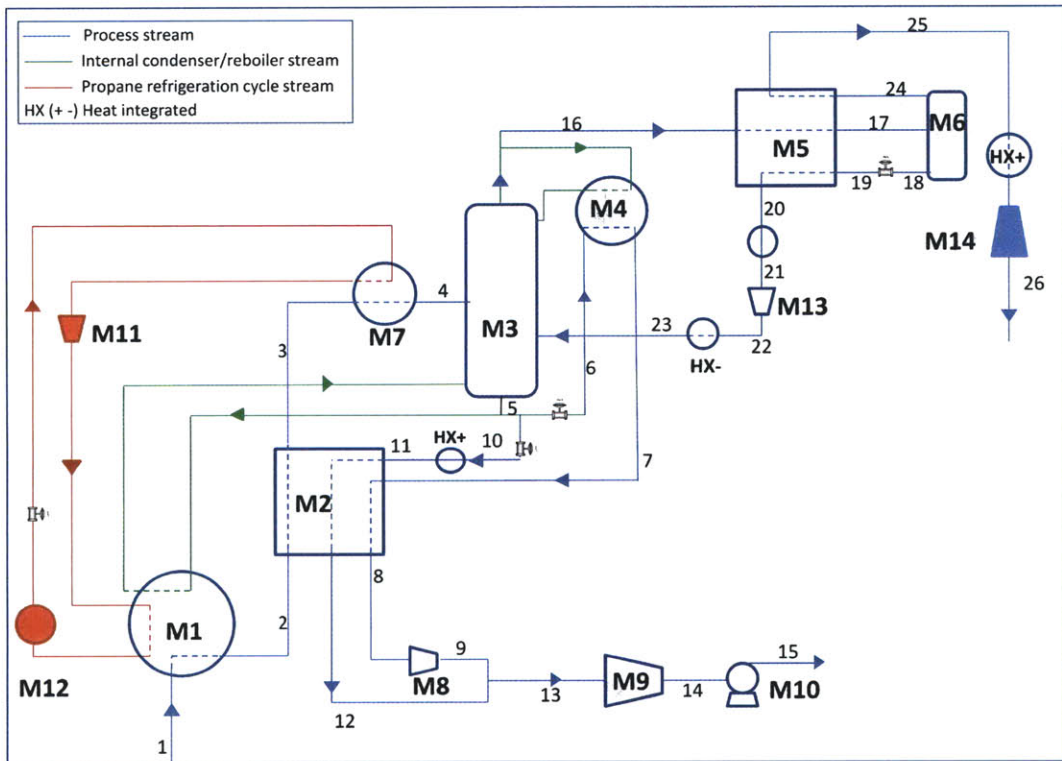 Process stream
Internal condenser/reboiler stream
Propane refrigeration cycle stream
HX (+ -) Heat integrated
25
16
24
17
M6
M5
HX+
19
18
M4
20
M14
21
26
M13
4
M7
M3
23
22
HX-
M11
3
6
5
HX+
11
10
7
M2
8
2
M1
9
15
M8
13
M9
14
M10
M12
12
1